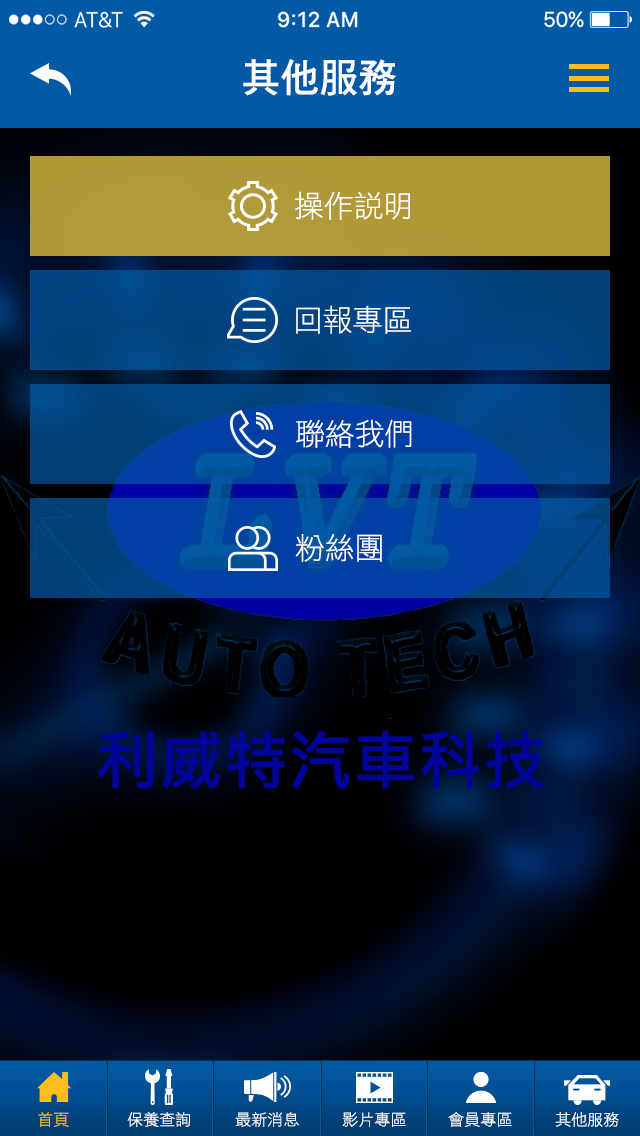 AT&T 9:12 AM 50%
其他服務
操作説明
回報專區
聯絡我們
LVT
粉絲團
AUTO TECH
利威特汽車科技
首頁 保養查詢 最新消息 影片專區 會員專區 其他服務